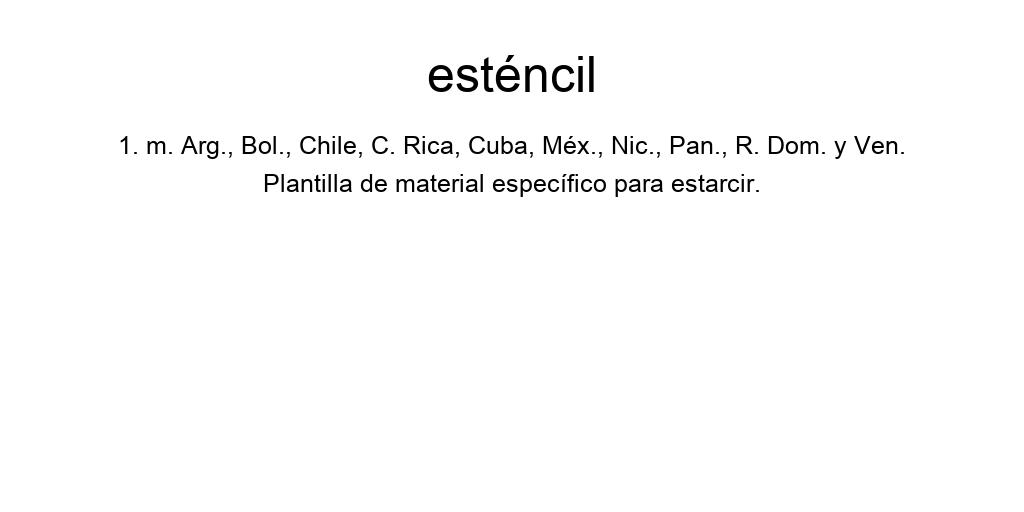 esténcil
1. m. Arg., Bol., Chile, C. Rica, Cuba, Méx., Nic., Pan., R. Dom. y Ven.
Plantilla de material específico para estarcir.